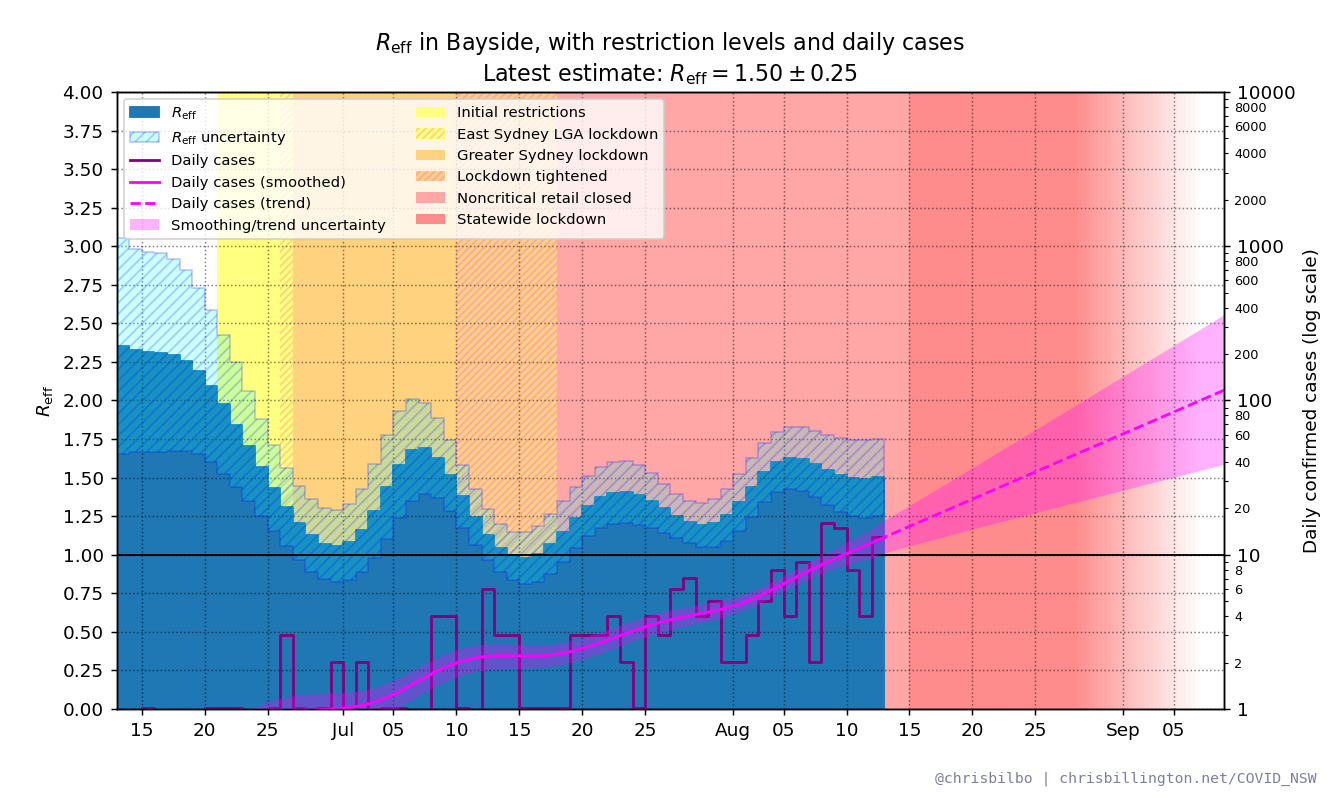 Reff in Bayside, with restriction levels and daily cases
Latest estimate: Reff = 1.50 ± 0.25
Reff
Reff uncertainty
Daily cases
Daily cases (smoothed)
Daily cases (trend)
Smoothing/trend uncertainty
Initial restrictions
East Sydney LGA lockdown
Greater Sydney lockdown
Lockdown tightened
Noncritical retail closed
Statewide lockdown
Reff
4.00
3.75
3.50
3.25
3.00
2.75
2.50
2.25
2.00
1.75
1.50
1.25
1.00
0.75
0.50
0.25
0.00
15 20 25 Jul 05 10 15 20 25 Aug 05 10 15 20 25 Sep 05
10000
8000
6000
4000
2000
1000
800
600
400
200
100
80
60
40
20
10
8
6
4
2
1
Daily confirmed cases (log scale)
@chrisbilbo | chrisbillington.net/COVID_NSW